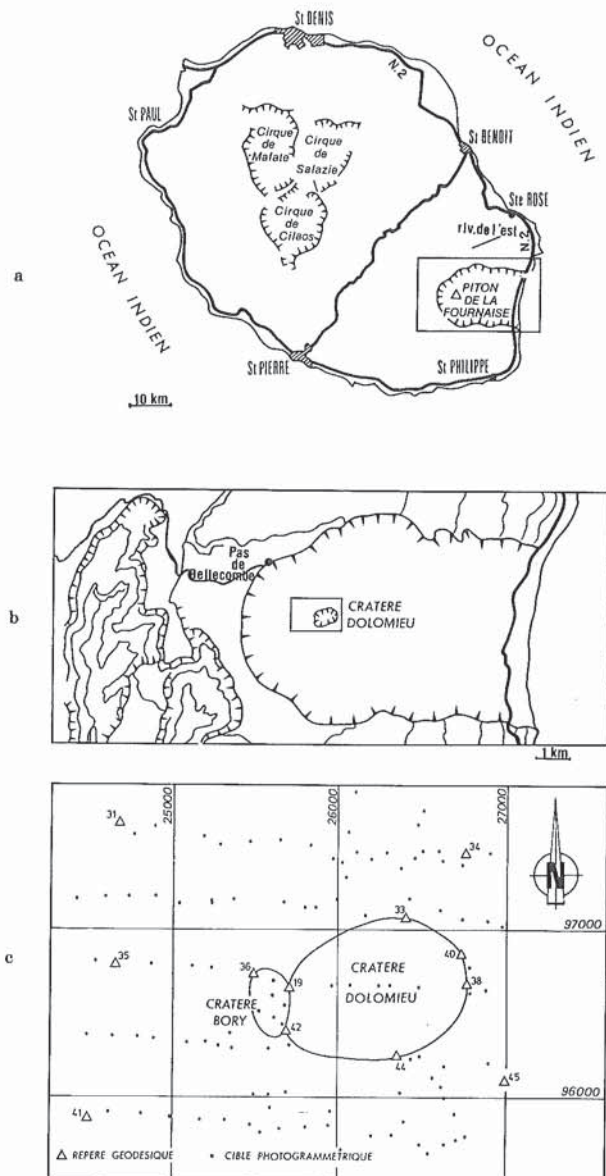 St DENIS
OCEAN INDIEN
N.2
St PAUL
Cirque
de
Mafate
Cirque
de
Salazie
St BENOIT
Cirque
de
Cilaos
Ste ROSE
riv. de l'est
N.2
OCEAN INDIEN
a
PITON
DE LA
FOURNAISE
St PIERRE
St PHILIPPE
10 km
Pas
de
Bellecombe
b
CRATERE
DOLOMIEU
1 km
25000
26000
27000
31
34
N
33
97000
c
35
36
40
19
CRATERE
DOLOMIEU
38
CRATERE
BORY
42
44
45
96000
41
REPERE GEODESIQUE
CIBLE PHOTOGRAMMETRIQUE